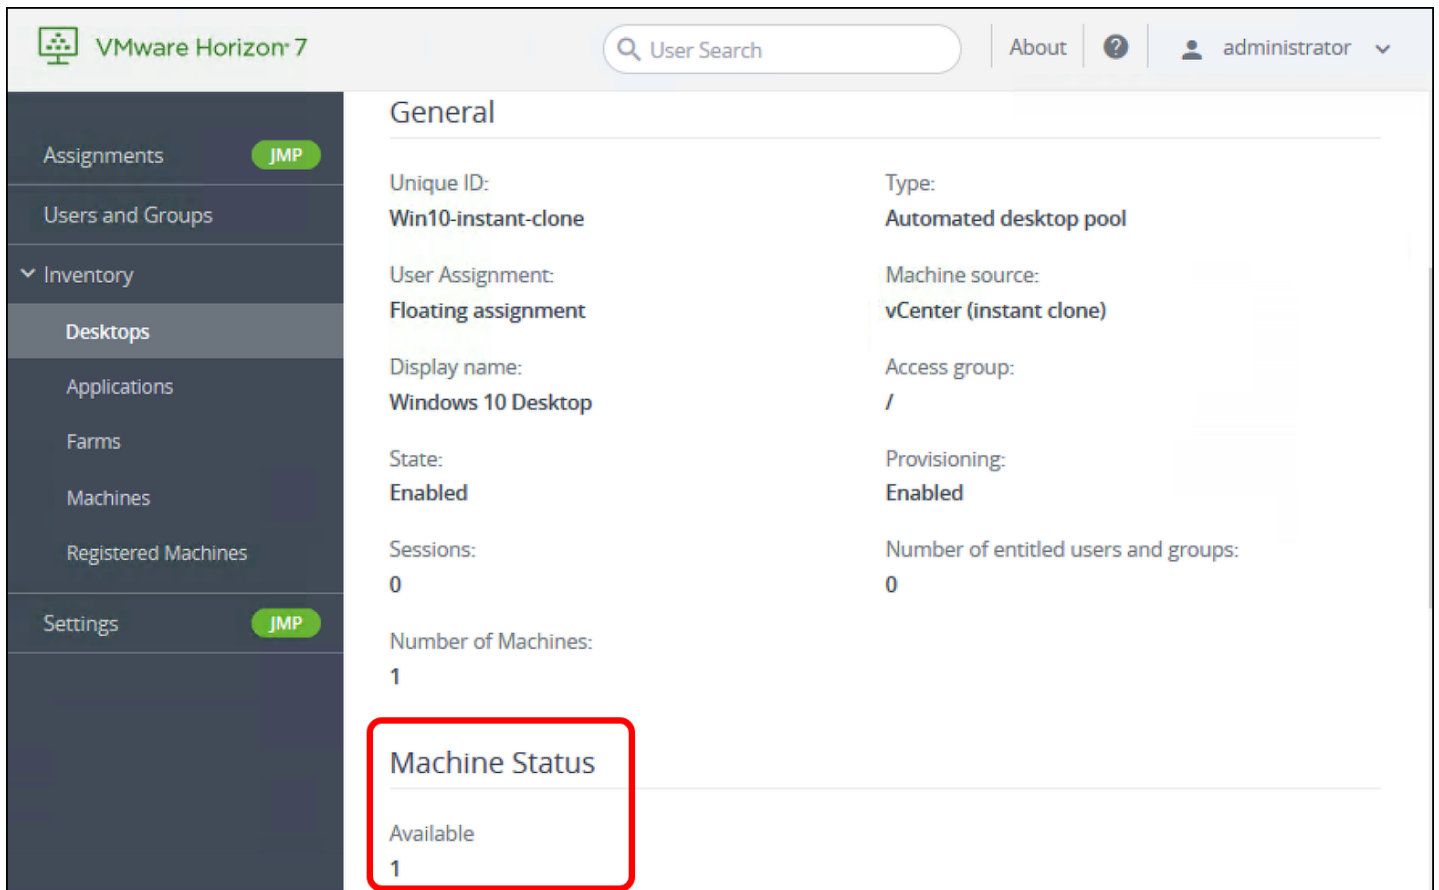 VMware Horizon 7
User Search
About
?
administrator
Assignments JMP
Users and Groups
Inventory
Desktops
Applications
Farms
Machines
Registered Machines
Settings JMP
General
Unique ID:
Win10-instant-clone
Type:
Automated desktop pool
User Assignment:
Floating assignment
Machine source:
vCenter (instant clone)
Display name:
Windows 10 Desktop
Access group:
/
State:
Enabled
Provisioning:
Enabled
Sessions:
0
Number of entitled users and groups:
0
Number of Machines:
1
Machine Status
Available
1